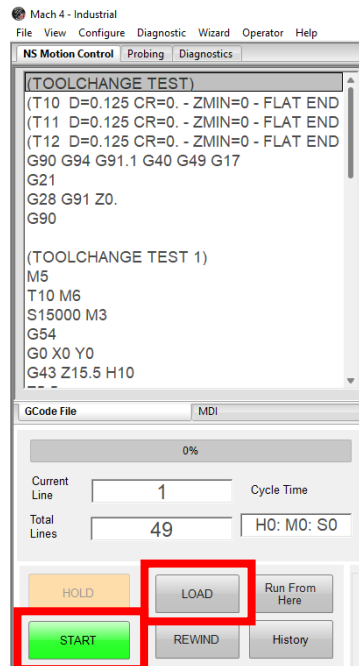 Mach 4 - Industrial
File View Configure Diagnostic Wizard Operator Help
NS Motion Control Probing Diagnostics
(TOOLCHANGE TEST)
(T10 D=0.125 CR=0. - ZMIN=0 - FLAT END
(T11 D=0.125 CR=0. - ZMIN=0 - FLAT END
(T12 D=0.125 CR=0. - ZMIN=0 - FLAT END
G90 G94 G91.1 G40 G49 G17
G21
G28 G91 Z0.
G90
(TOOLCHANGE TEST 1)
M5
T10 M6
S15000 M3
G54
G0 X0 Y0
G43 Z15.5 H10
GCode File MDI
0%
Current Line 1 Cycle Time
Total Lines 49 H0: M0: S0
HOLD LOAD Run From Here
START REWIND History